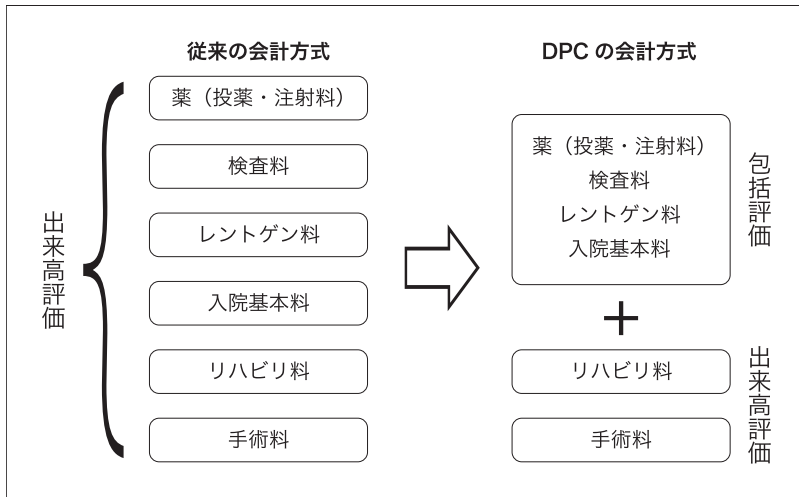 従来の会計方式
出来高評価
薬（投薬・注射料）
検査料
レントゲン料
入院基本料
リハビリ料
手術料
DPC の会計方式
薬（投薬・注射料）
検査料
レントゲン料
入院基本料
包括評価
＋
リハビリ料
手術料
出来高評価